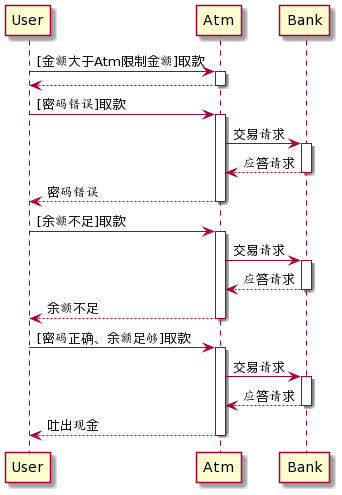 User Atm Bank
[金额大于Atm限制金额]取款
[密码错误]取款
交易请求
应答请求
密码错误
[余额不足]取款
交易请求
应答请求
余额不足
[密码正确、余额足够]取款
交易请求
应答请求
吐出现金
User Atm Bank